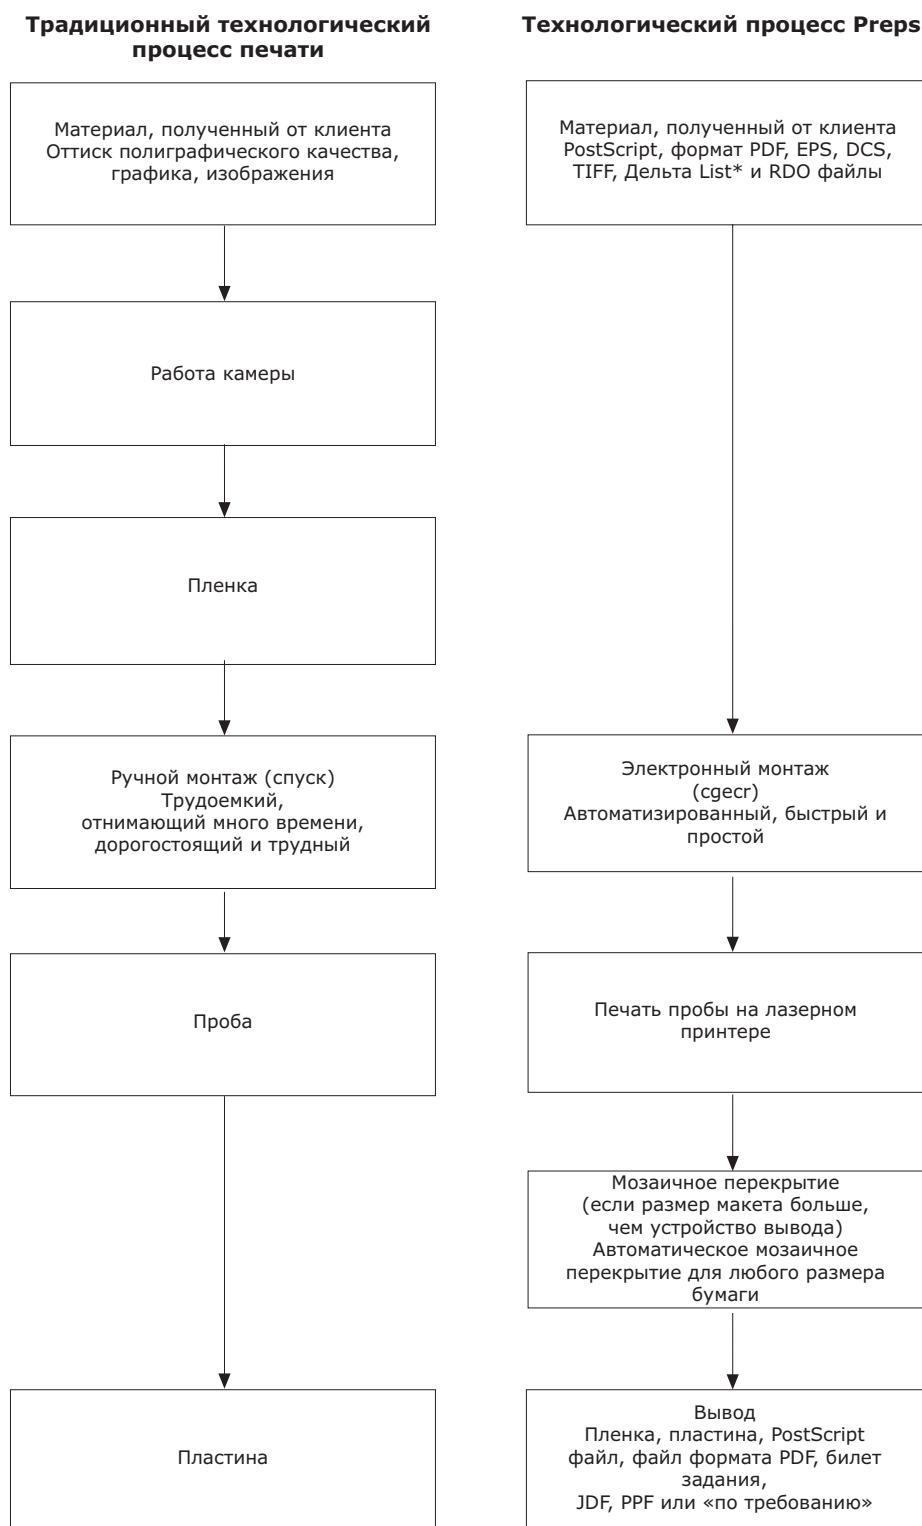 Традиционный технологический
процесс печати
Материал, полученный от клиента
Оттиск полиграфического качества,
графика, изображения
Работа камеры
Пленка
Ручной монтаж (спуск)
Трудоемкий,
отнимающий много времени,
дорогостоящий и трудный
Проба
Пластина
Технологический процесс Preps
Материал, полученный от клиента
PostScript, формат PDF, EPS, DCS,
TIFF, Дельта List* и RDO файлы
Электронный монтаж
(cgecr)
Автоматизированный, быстрый и
простой
Печать пробы на лазерном
принтере
Мозаичное перекрытие
(если размер макета больше,
чем устройство вывода)
Автоматическое мозаичное
перекрытие для любого размера
бумаги
Вывод
Пленка, пластина, PostScript
файл, файл формата PDF, билет
задания,
JDF, PPF или «по требованию»